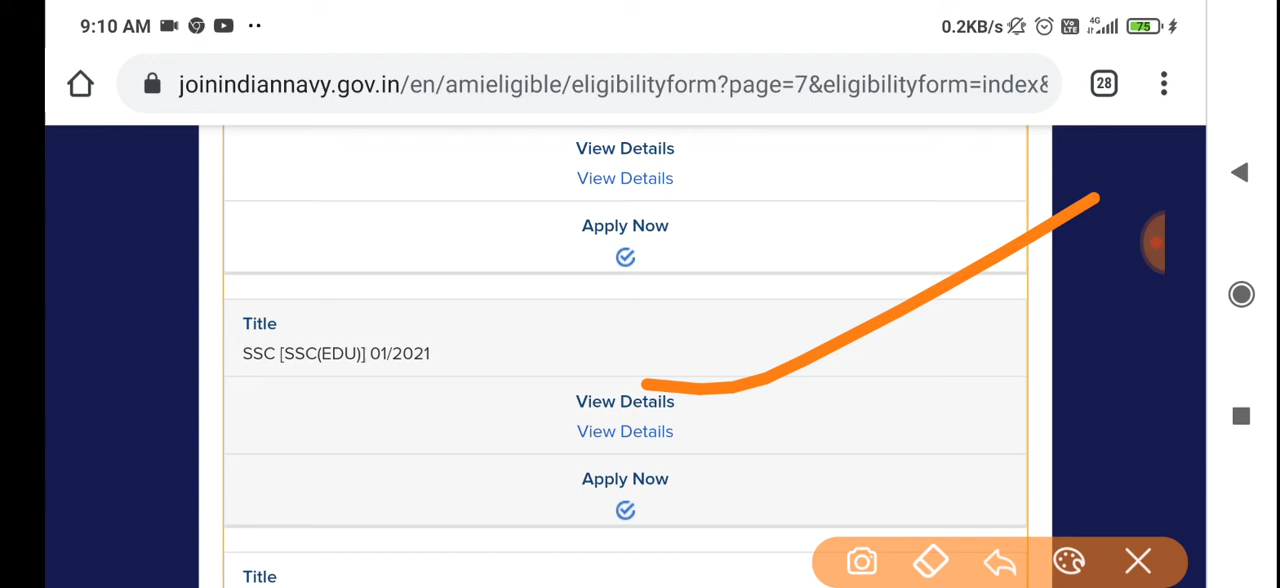 9:10 AM
0.2KB/s
4G
75
joinindiannavy.gov.in/en/amieligible/eligibilityform?page=7&eligibilityform=index&
28
View Details
View Details
Apply Now
Title
SSC [SSC(EDU)] 01/2021
View Details
View Details
Apply Now
Title